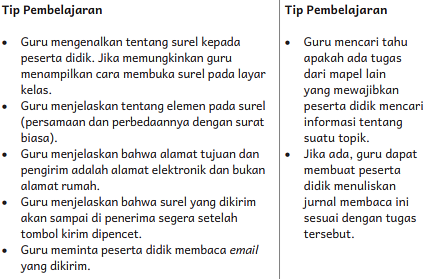 Tip Pembelajaran
• Guru mengenalkan tentang surel kepada
peserta didik. Jika memungkinkan guru
menampilkan cara membuka surel pada layar
kelas.
• Guru menjelaskan tentang elemen pada surel
(persamaan dan perbedaannya dengan surat
biasa).
• Guru menjelaskan bahwa alamat tujuan dan
pengirim adalah alamat elektronik dan bukan
alamat rumah.
• Guru menjelaskan bahwa surel yang dikirim
akan sampai di penerima segera setelah
tombol kirim dipencet.
• Guru meminta peserta didik membaca email
yang dikirim.
Tip Pembelajaran
• Guru mencari tahu
apakah ada tugas
dari mapel lain
yang mewajibkan
peserta didik mencari
informasi tentang
suatu topik.
• Jika ada, guru dapat
membuat peserta
didik menuliskan
jurnal membaca ini
sesuai dengan tugas
tersebut.